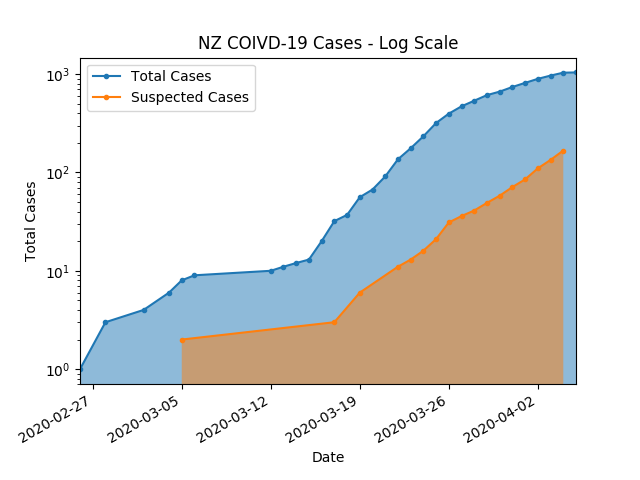 NZ COIVD-19 Cases - Log Scale
Total Cases
Suspected Cases
Total Cases
10³
10²
10¹
10⁰
2020-02-27
2020-03-05
2020-03-12
2020-03-19
2020-03-26
2020-04-02
Date